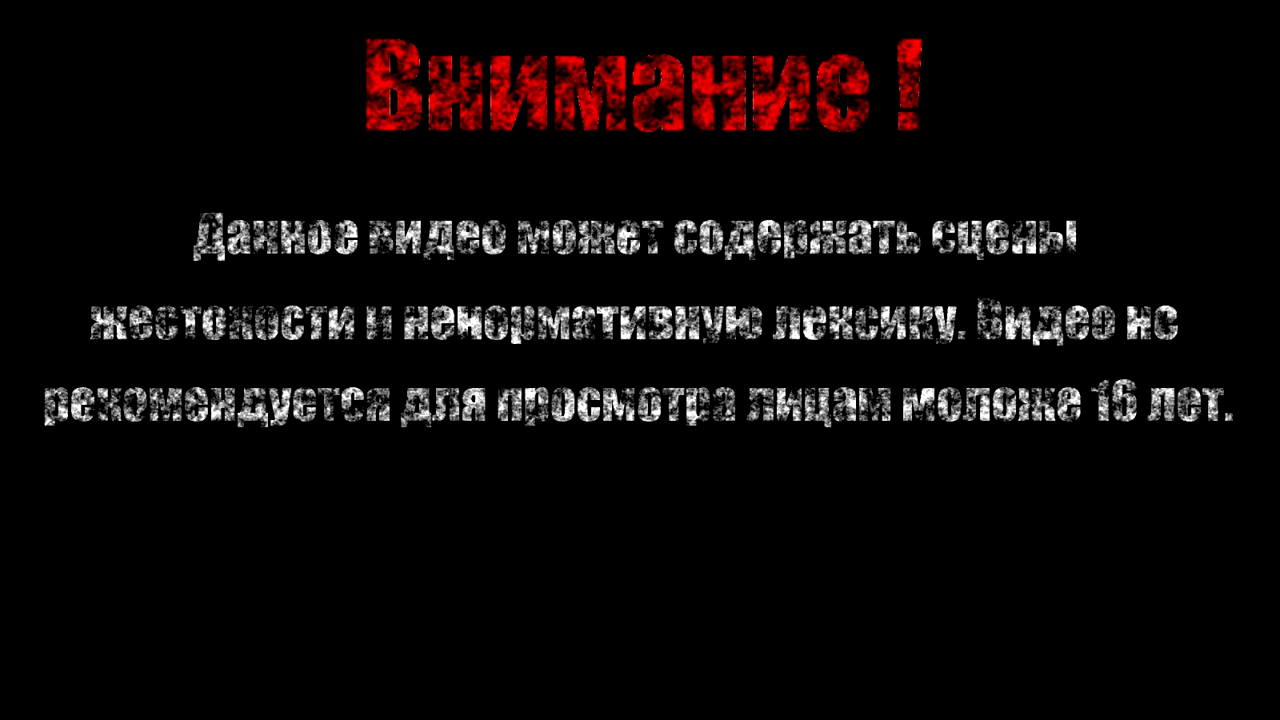 Внимание !
Данное видео может содержать сцены
жестокости и ненормативную лексику. Видео не
рекомендуется для просмотра лицам моложе 16 лет.